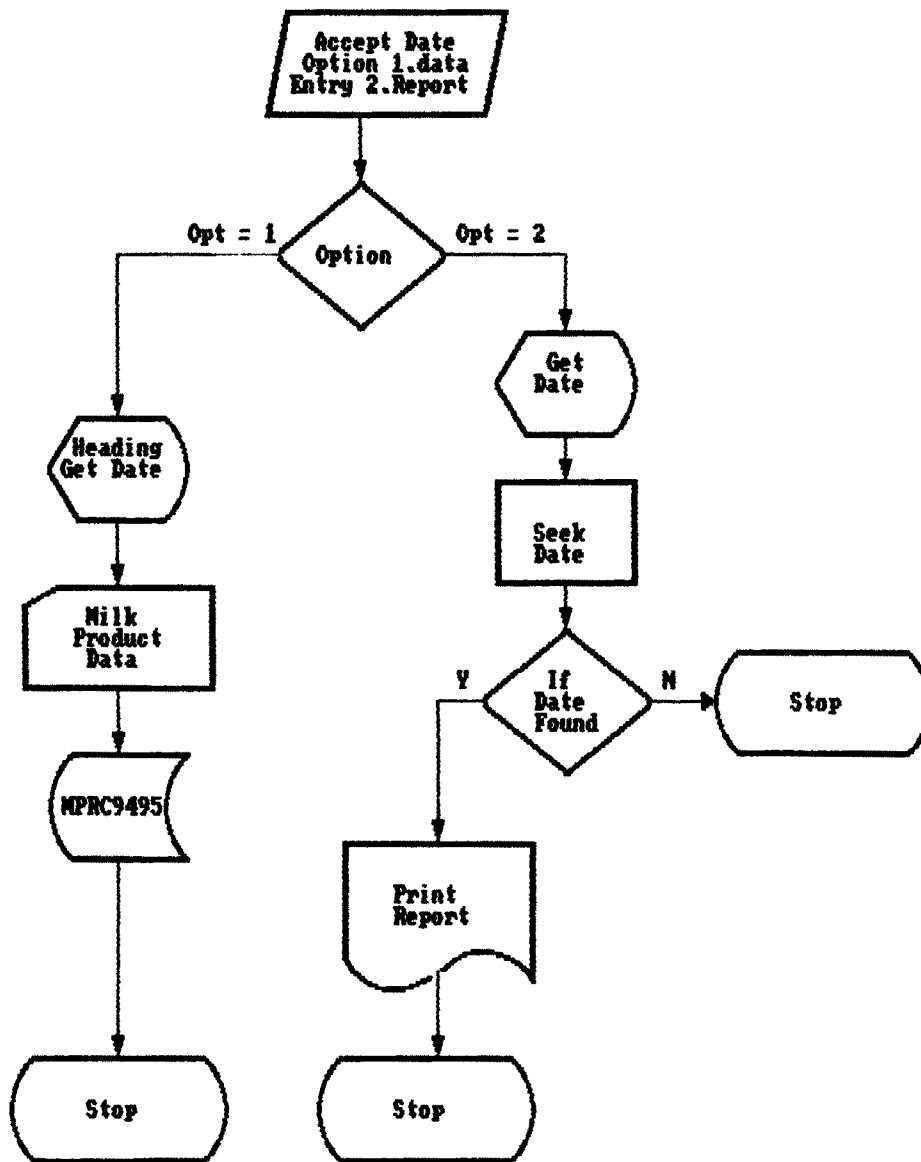 Accept Date
Option 1.data
Entry 2.Report
Opt = 1
Option
Opt = 2
Get
Date
Heading
Get Date
Seek
Date
Milk
Product
Data
Y
If
Date
Found
N
Stop
MPRC9495
Print
Report
Stop
Stop